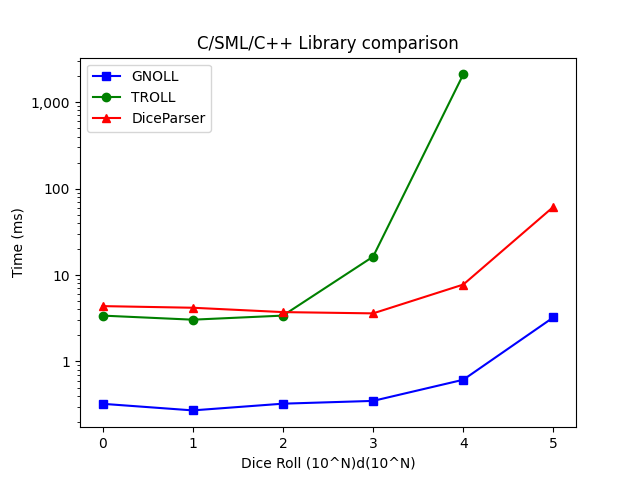 C/SML/C++ Library comparison
GNOLL
TROLL
DiceParser
1,000
100
10
1
Time (ms)
0 1 2 3 4 5
Dice Roll (10^N)d(10^N)